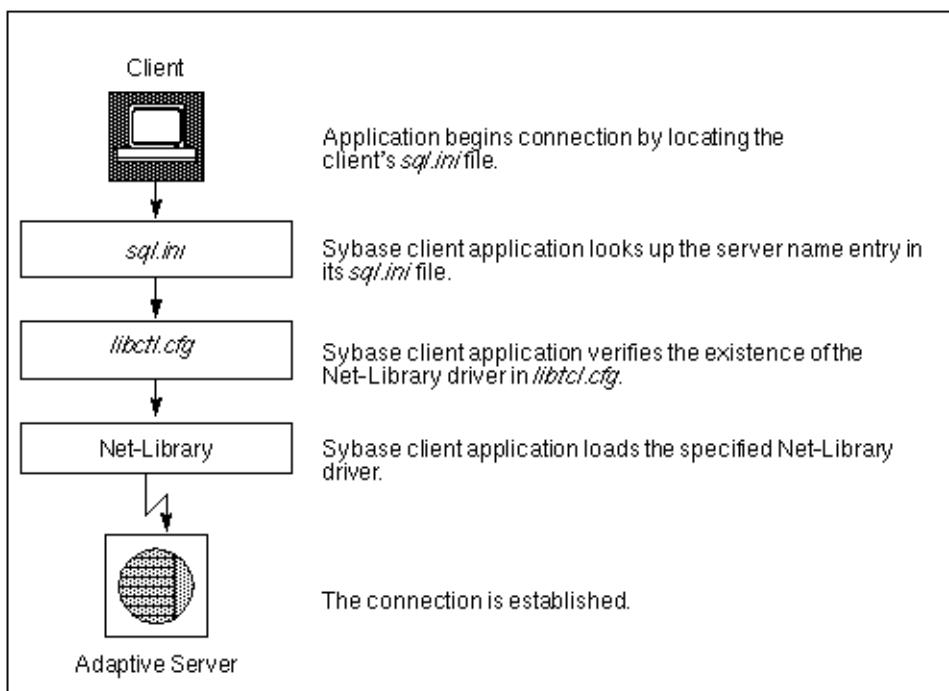 Client
Application begins connection by locating the
client's sql.ini file.
sql.ini
Sybase client application looks up the server name entry in
its sql.ini file.
libctl.cfg
Sybase client application verifies the existence of the
Net-Library driver in libtcl.cfg.
Net-Library
Sybase client application loads the specified Net-Library
driver.
The connection is established.
Adaptive Server